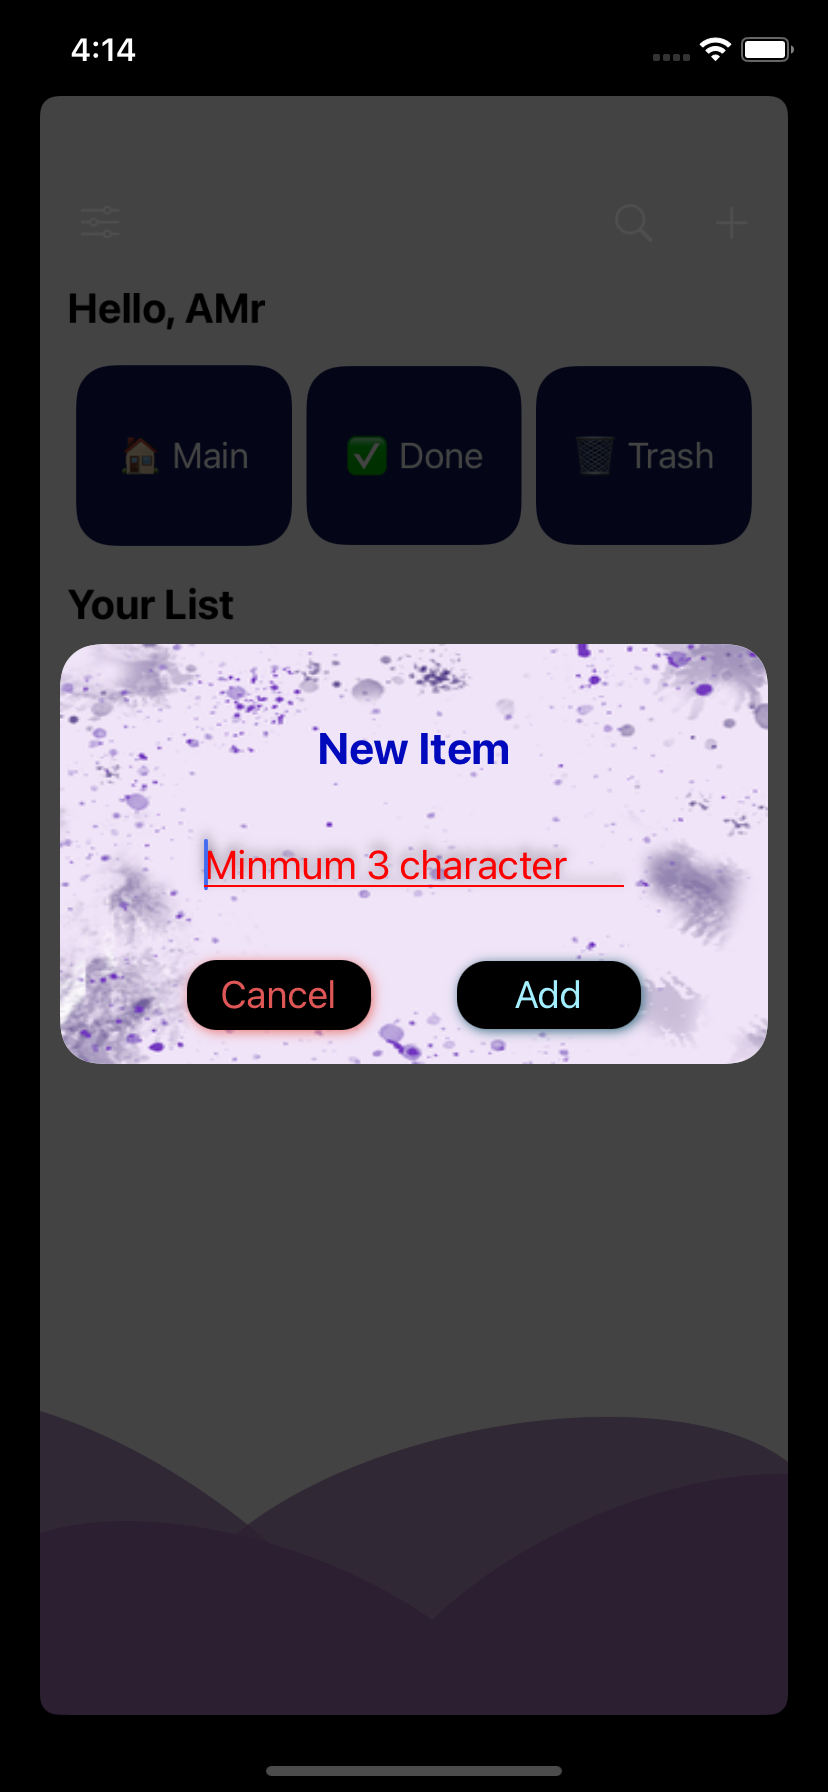 4:14
Hello, AMr
Main
Done
Trash
Your List
New Item
Minmum 3 character
Cancel
Add